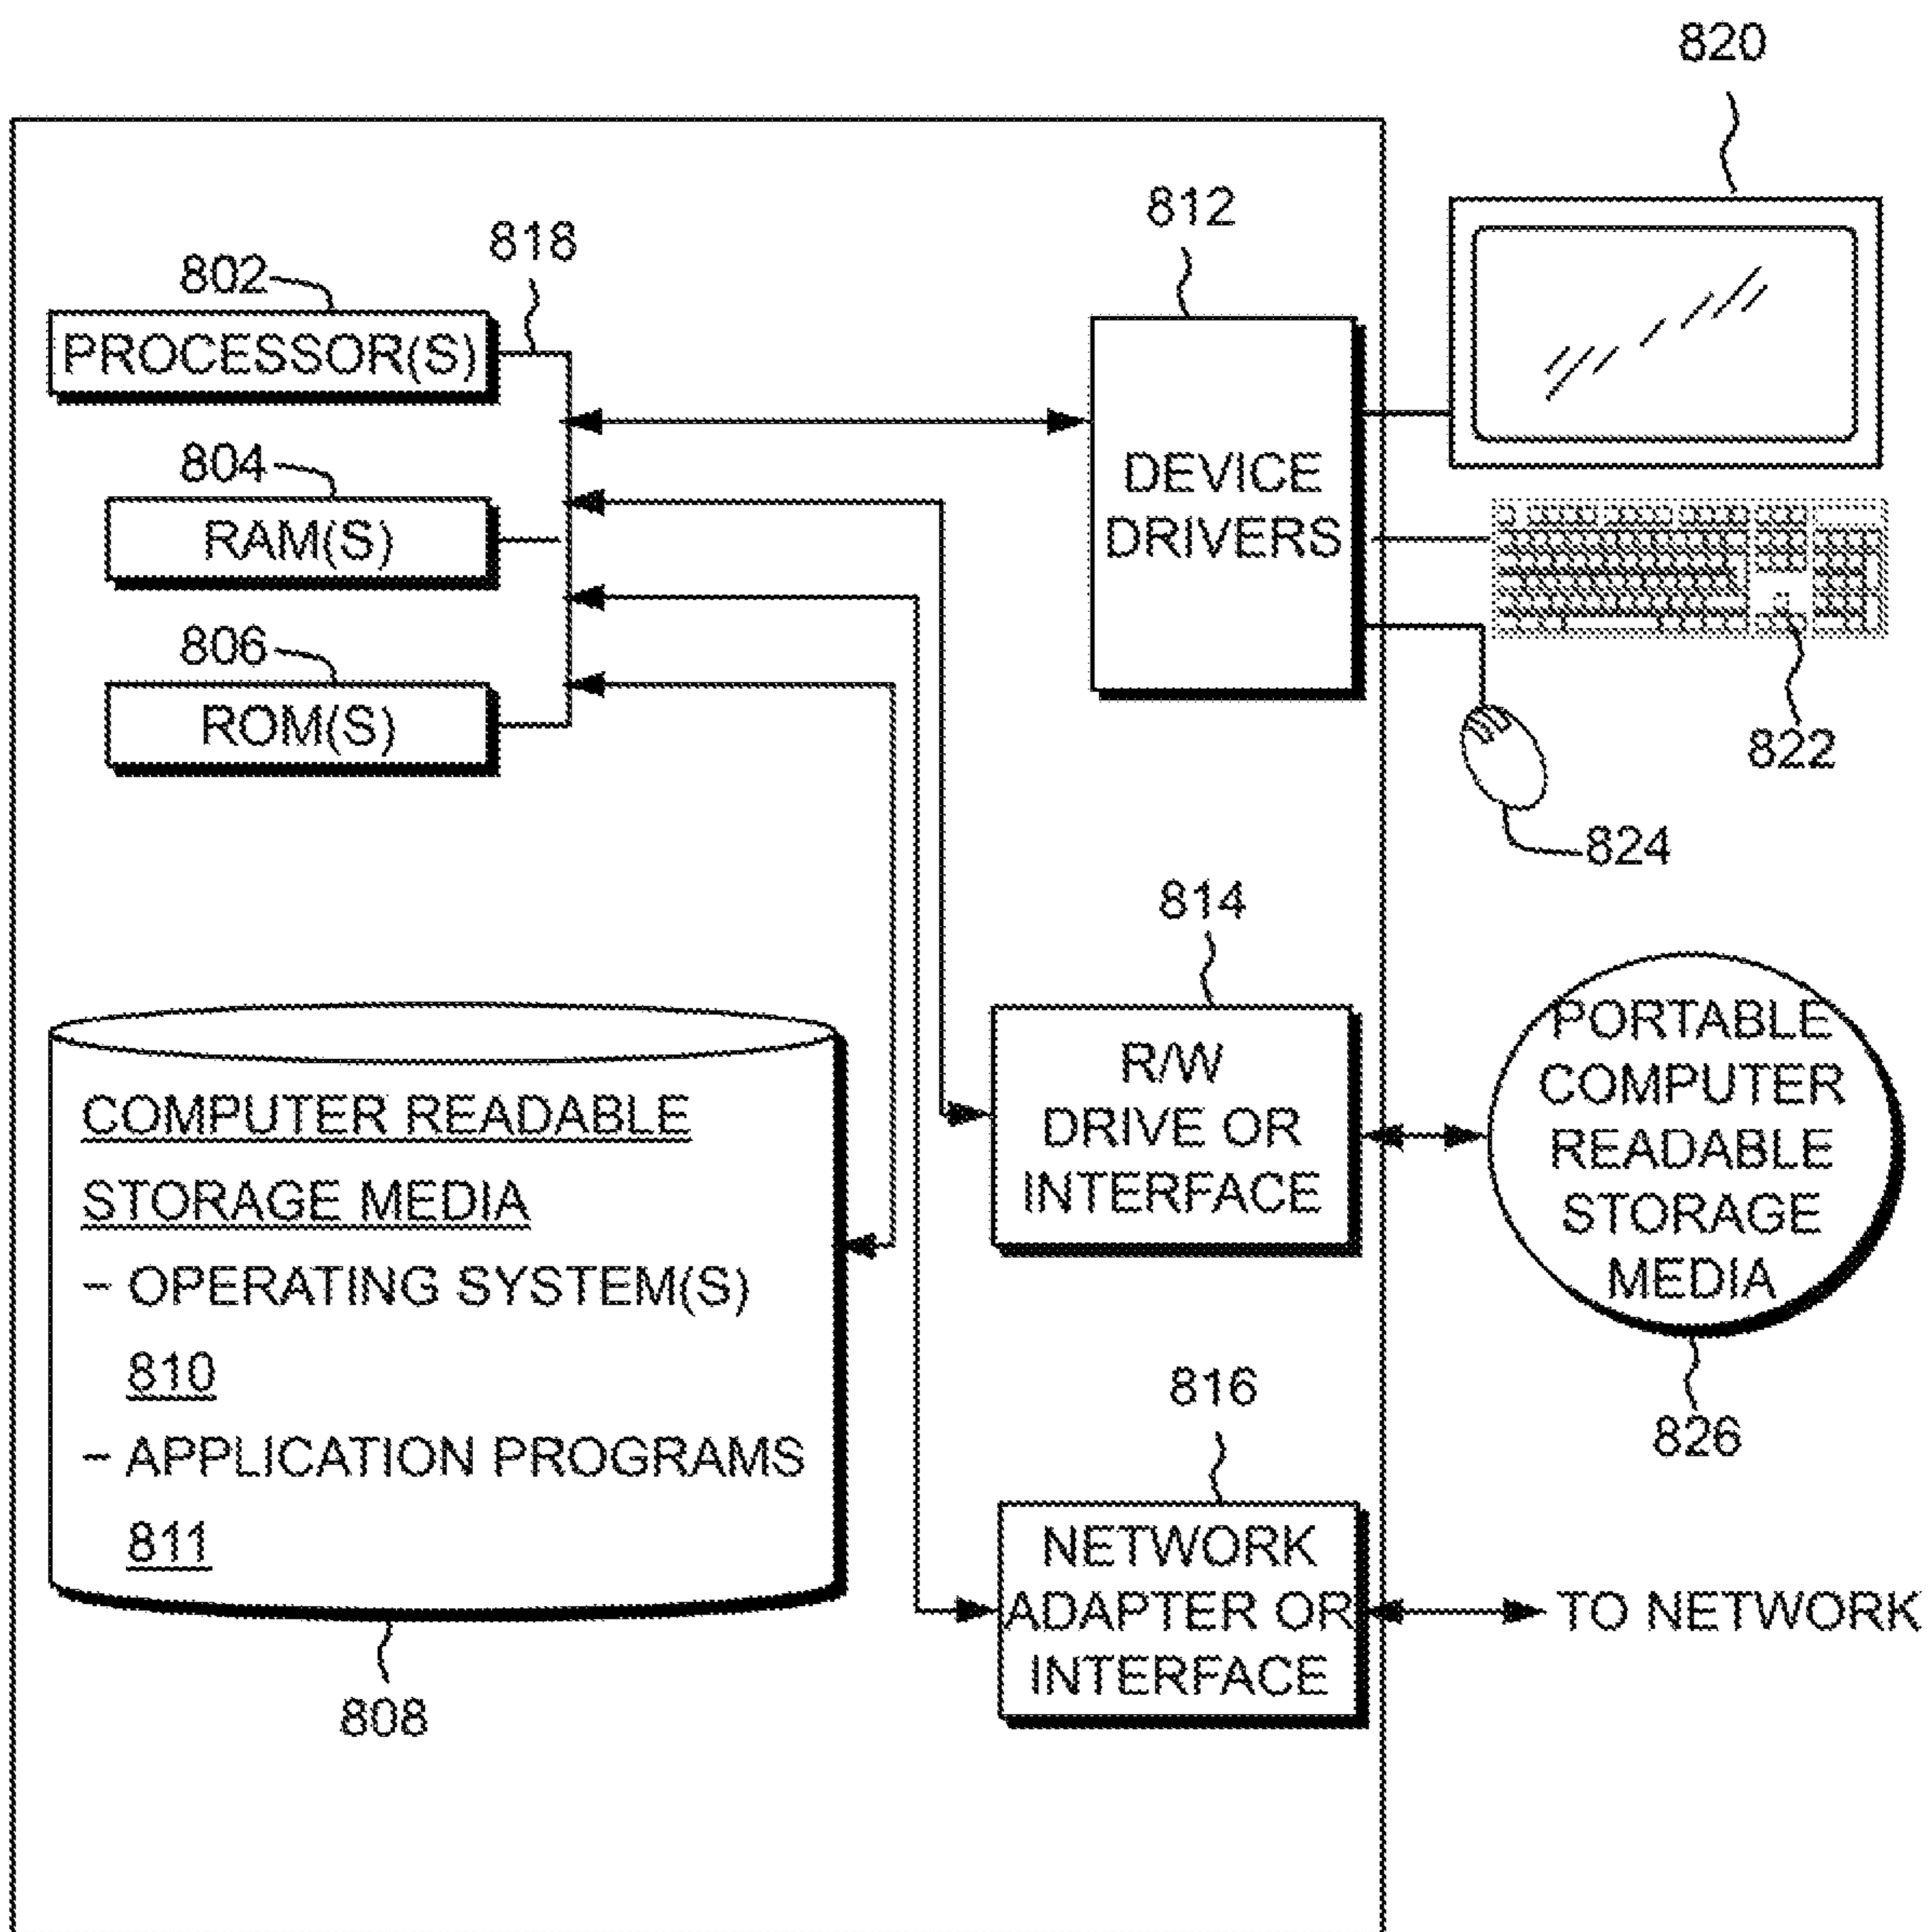 820
812
818
802
PROCESSOR(S)
804
RAM(S)
DEVICE
DRIVERS
806
ROM(S)
822
824
814
R/W
DRIVE OR
INTERFACE
PORTABLE
COMPUTER
READABLE
STORAGE
MEDIA
826
COMPUTER READABLE
STORAGE MEDIA
– OPERATING SYSTEM(S)
810
– APPLICATION PROGRAMS
811
808
816
NETWORK
ADAPTER OR
INTERFACE
TO NETWORK